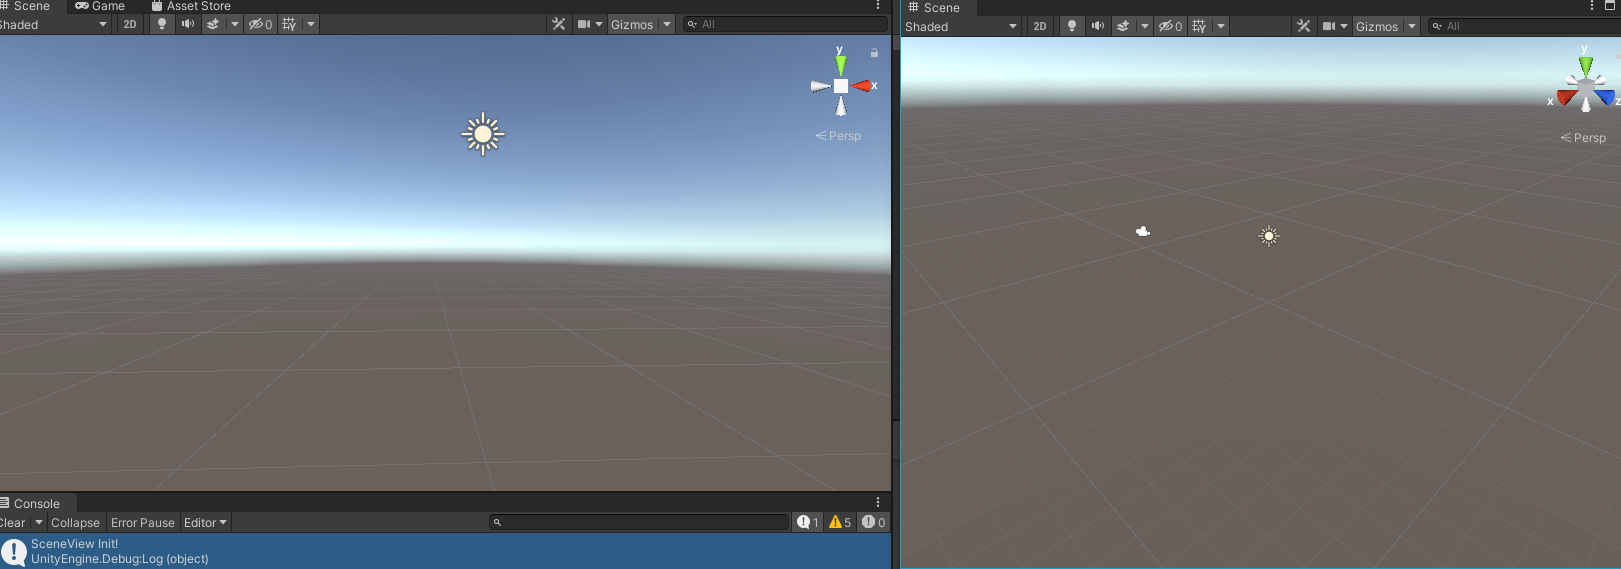 Scene
Game
Asset Store
Shaded
2D
0
Gizmos
All
y
x
Persp
Console
Clear
Collapse
Error Pause
Editor
1
5
0
SceneView Init!
UnityEngine.Debug:Log (object)
Scene
Shaded
2D
0
Gizmos
All
y
x
z
Persp